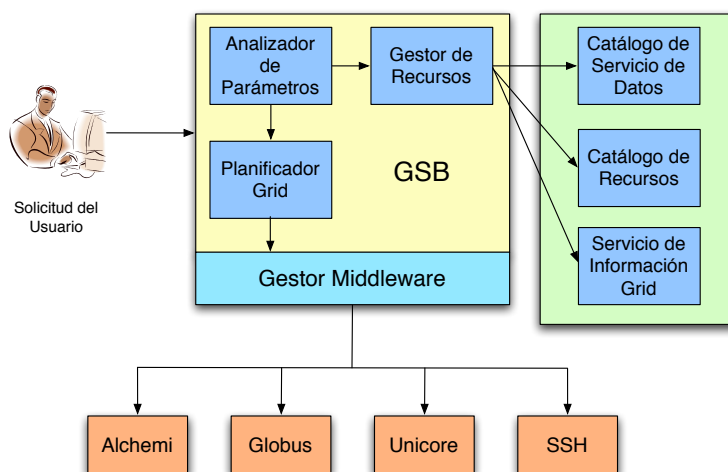 Analizador
de
Parámetros
Gestor de
Recursos
Catálogo de
Servicio de
Datos
Planificador
Grid
GSB
Catálogo de
Recursos
Solicitud del
Usuario
Servicio de
Información
Grid
Gestor Middleware
Alchemi
Globus
Unicore
SSH